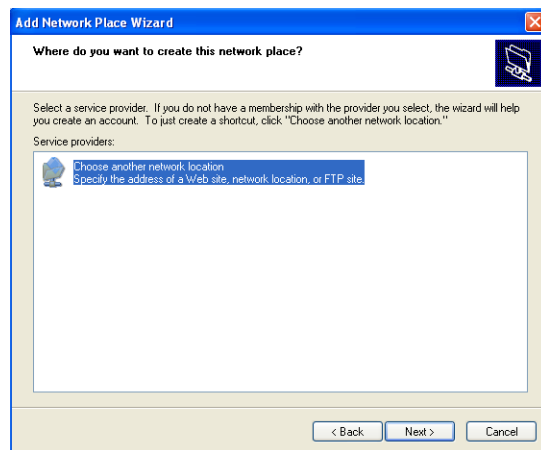 Add Network Place Wizard
Where do you want to create this network place?
Select a service provider. If you do not have a membership with the provider you select, the wizard will help
you create an account. To just create a shortcut, click "Choose another network location."
Service providers:
Choose another network location
Specify the address of a Web site, network location, or FTP site.
< Back Next > Cancel